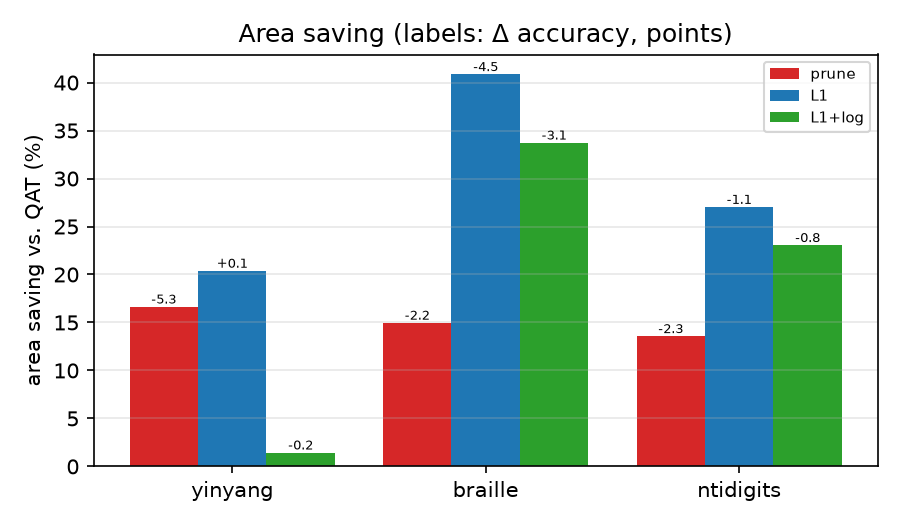 Area saving (labels: Δ accuracy, points)
area saving vs. QAT (%)
40
35
30
25
20
15
10
5
0
-5.3
+0.1
-0.2
-2.2
-4.5
-3.1
-2.3
-1.1
-0.8
prune
L1
L1+log
yinyang
braille
ntidigits